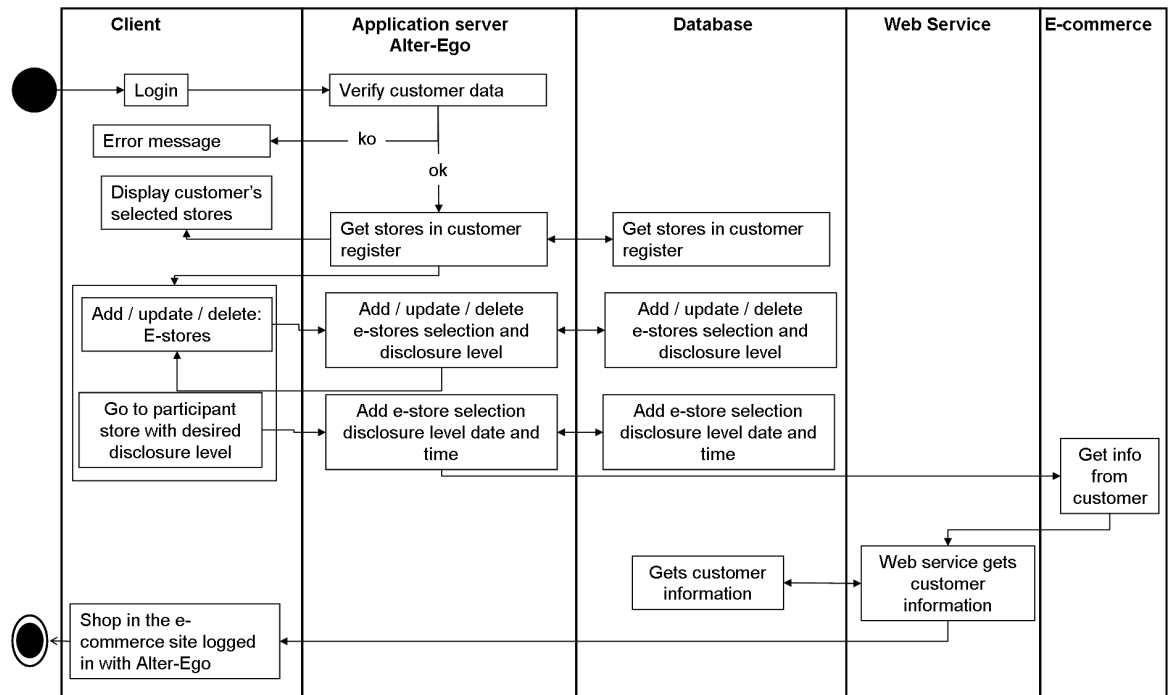 Client
Application server
Alter-Ego
Database
Web Service
E-commerce
Login
Verify customer data
Error message
ko
ok
Display customer's
selected stores
Get stores in customer
register
Get stores in customer
register
Add / update / delete:
E-stores
Add / update / delete
e-stores selection and
disclosure level
Add / update / delete
e-stores selection and
disclosure level
Go to participant
store with desired
disclosure level
Add e-store selection
disclosure level date and
time
Add e-store selection
disclosure level date and
time
Get info
from
customer
Gets customer
information
Web service gets
customer
information
Shop in the e-
commerce site logged
in with Alter-Ego